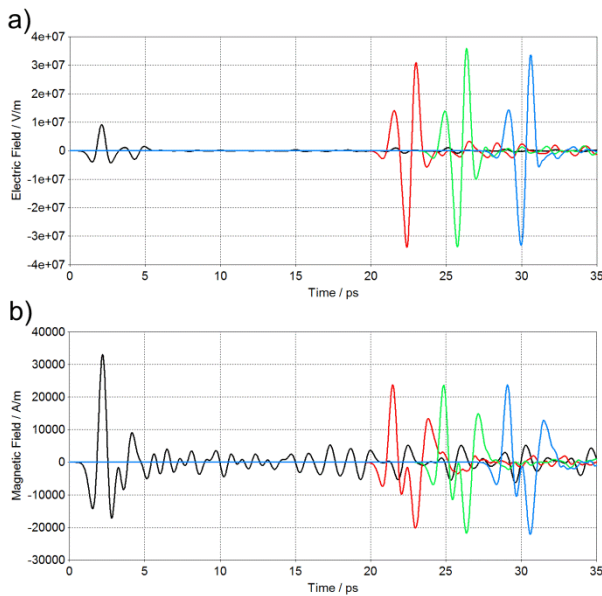 a)
4e+07
3e+07
2e+07
1e+07
0
-1e+07
-2e+07
-3e+07
-4e+07
Electric Field / V/m
0 5 10 15 20 25 30 35
Time / ps
b)
40000
30000
20000
10000
0
-10000
-20000
-30000
Magnetic Field / A/m
0 5 10 15 20 25 30 35
Time / ps